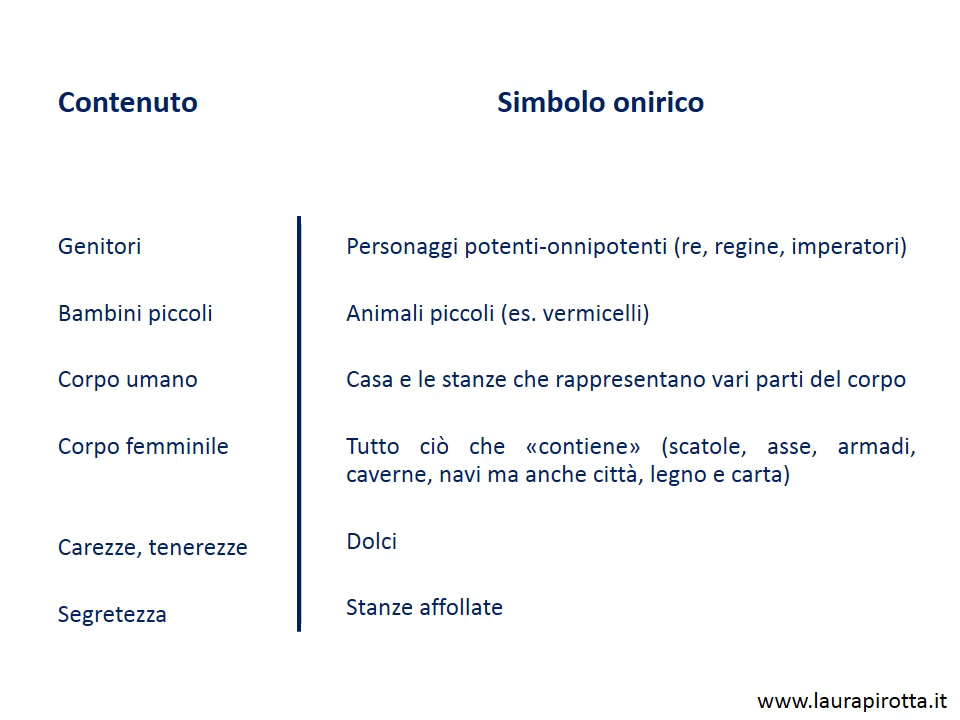 Contenuto Simbolo onirico
Genitori Personaggi potenti-onnipotenti (re, regine, imperatori)
Bambini piccoli Animali piccoli (es. vermicelli)
Corpo umano Casa e le stanze che rappresentano vari parti del corpo
Corpo femminile Tutto ciò che «contiene» (scatole, asse, armadi,
caverne, navi ma anche città, legno e carta)
Carezze, tenerezze Dolci
Segretezza Stanze affollate
www.laurapirotta.it